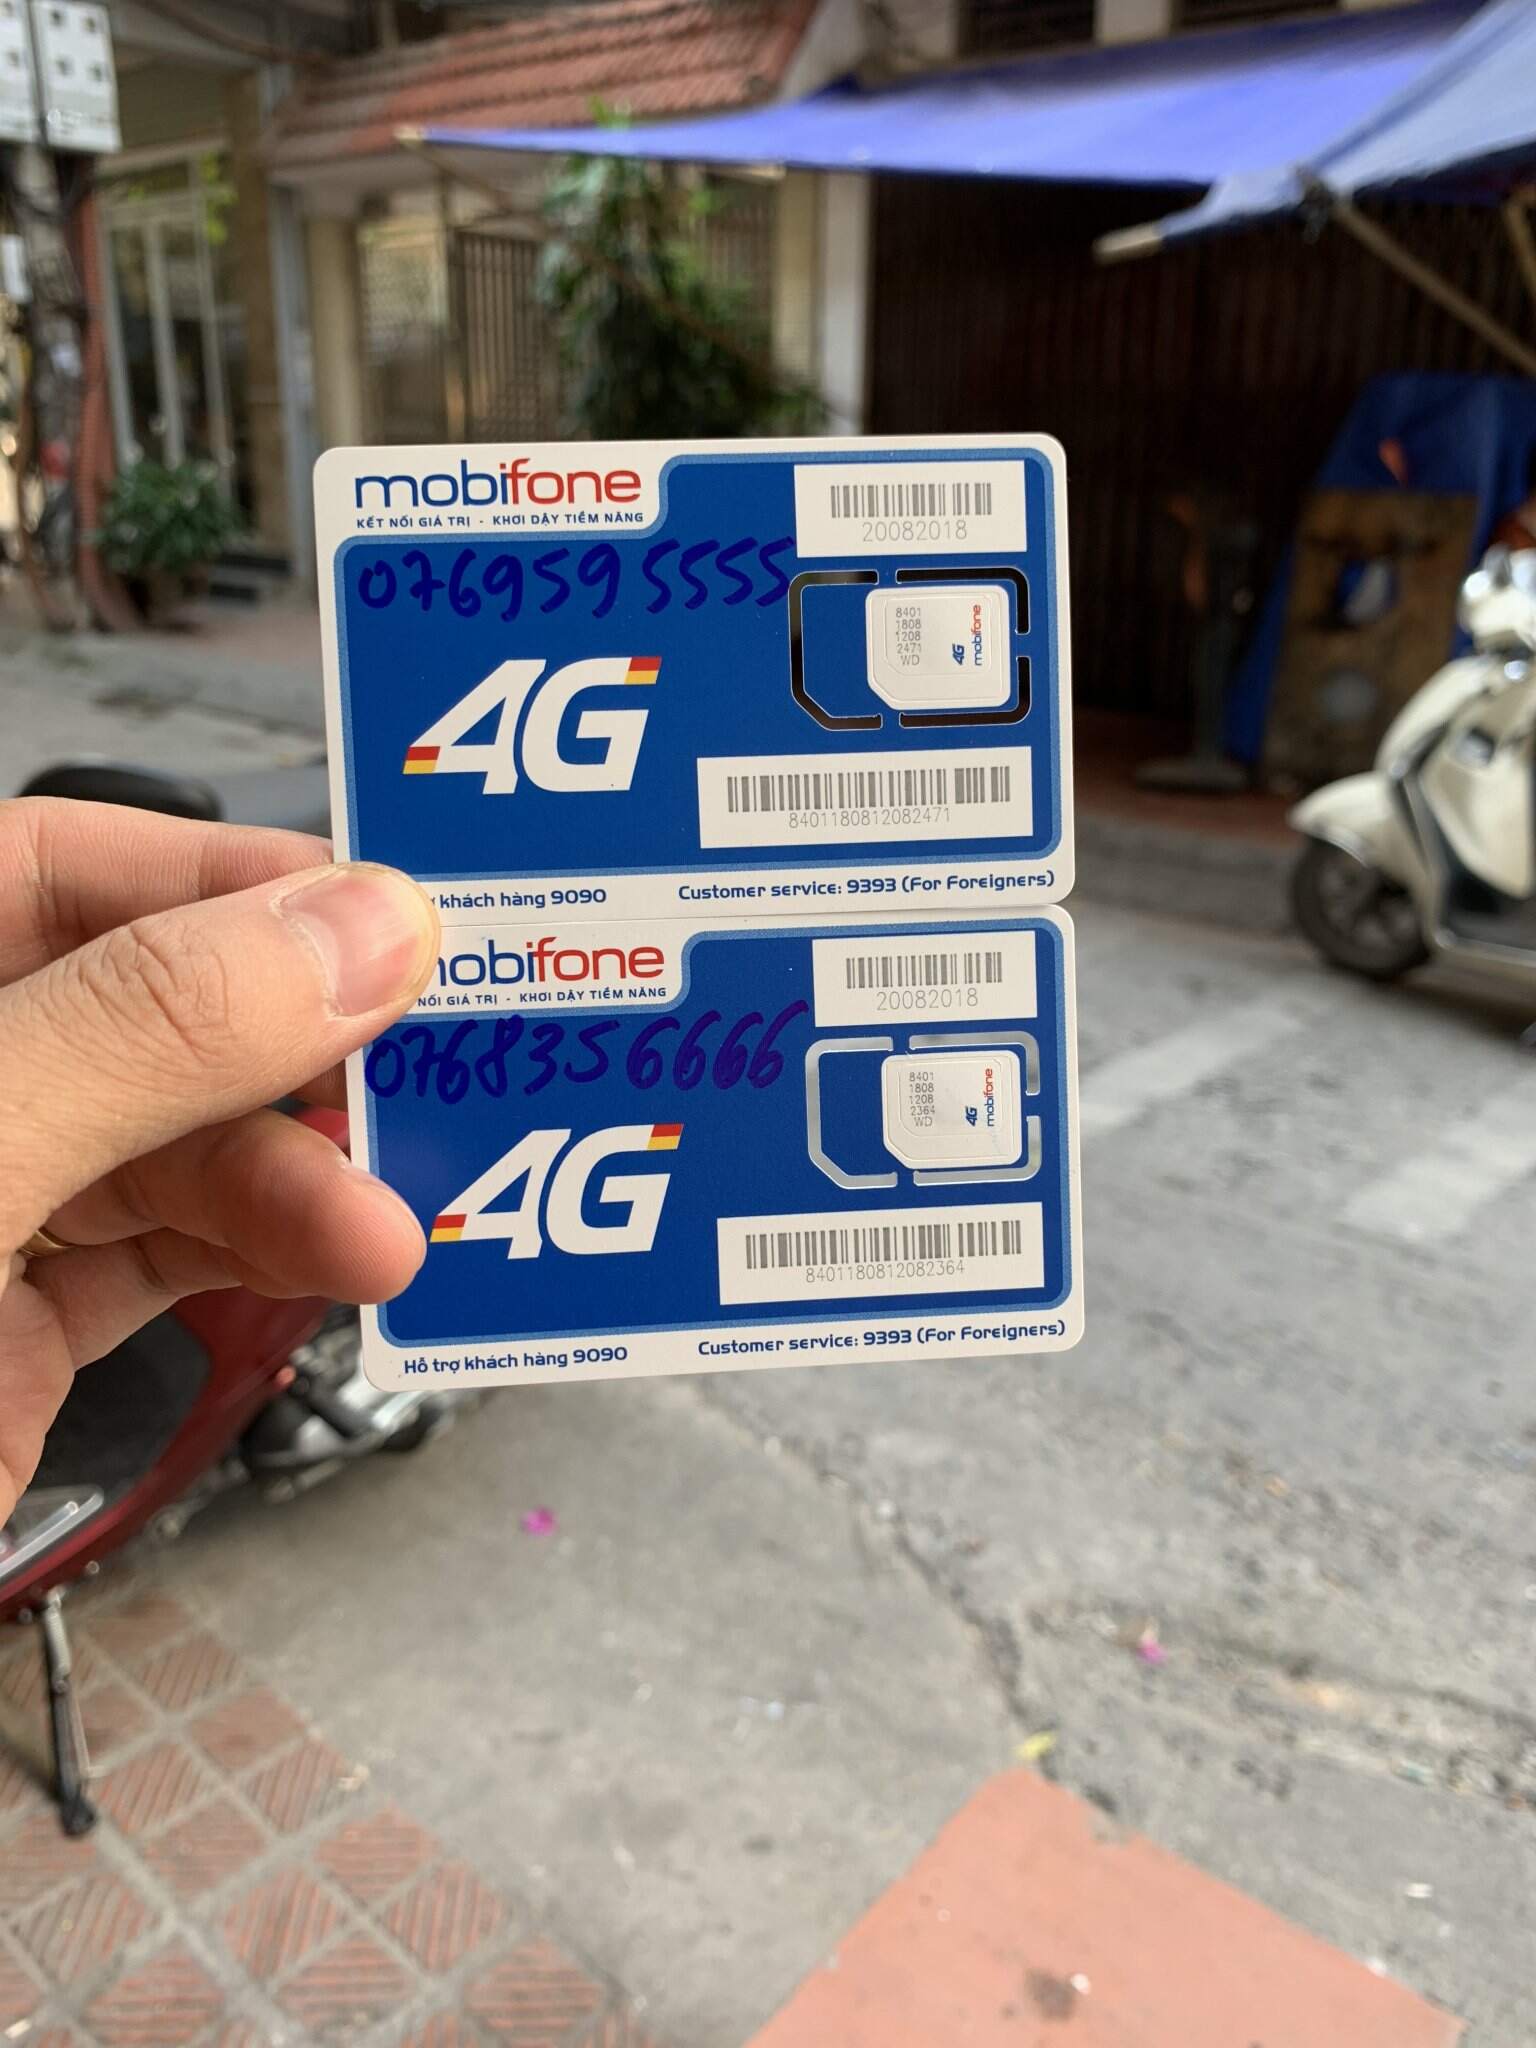 mobifone
KẾT NỐI GIÁ TRỊ - KHƠI DẬY TIỀM NĂNG
20082018
0769595555
8401
1808
1208
2471
WD
4G
mobifone
4G
8401180812082471
khách hàng 9090
Customer service: 9393 (For Foreigners)
mobifone
NỐI GIÁ TRỊ - KHƠI DẬY TIỀM NĂNG
20082018
0768356666
8401
1808
1208
2364
WD
4G
mobifone
4G
8401180812082364
Hỗ trợ khách hàng 9090
Customer service: 9393 (For Foreigners)